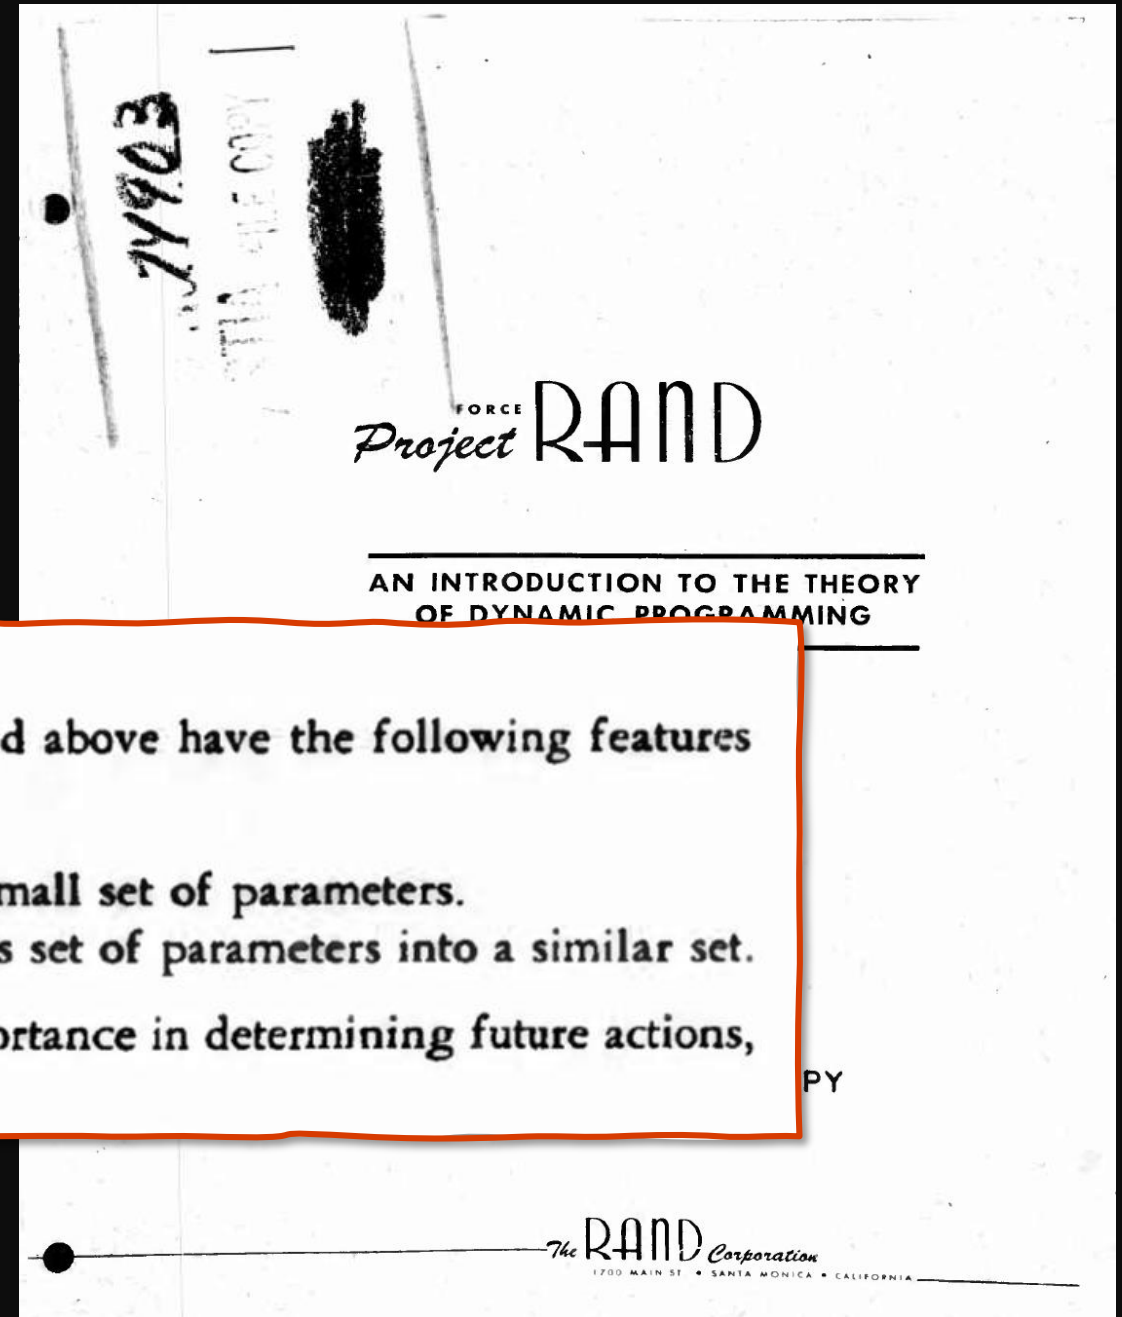 74903
FILE COPY
FORCE
Project RAND
AN INTRODUCTION TO THE THEORY
OF DYNAMIC PROGRAMMING
d above have the following features
mall set of parameters.
s set of parameters into a similar set.
ortance in determining future actions,
PY
The RAND Corporation
1700 MAIN ST • SANTA MONICA • CALIFORNIA